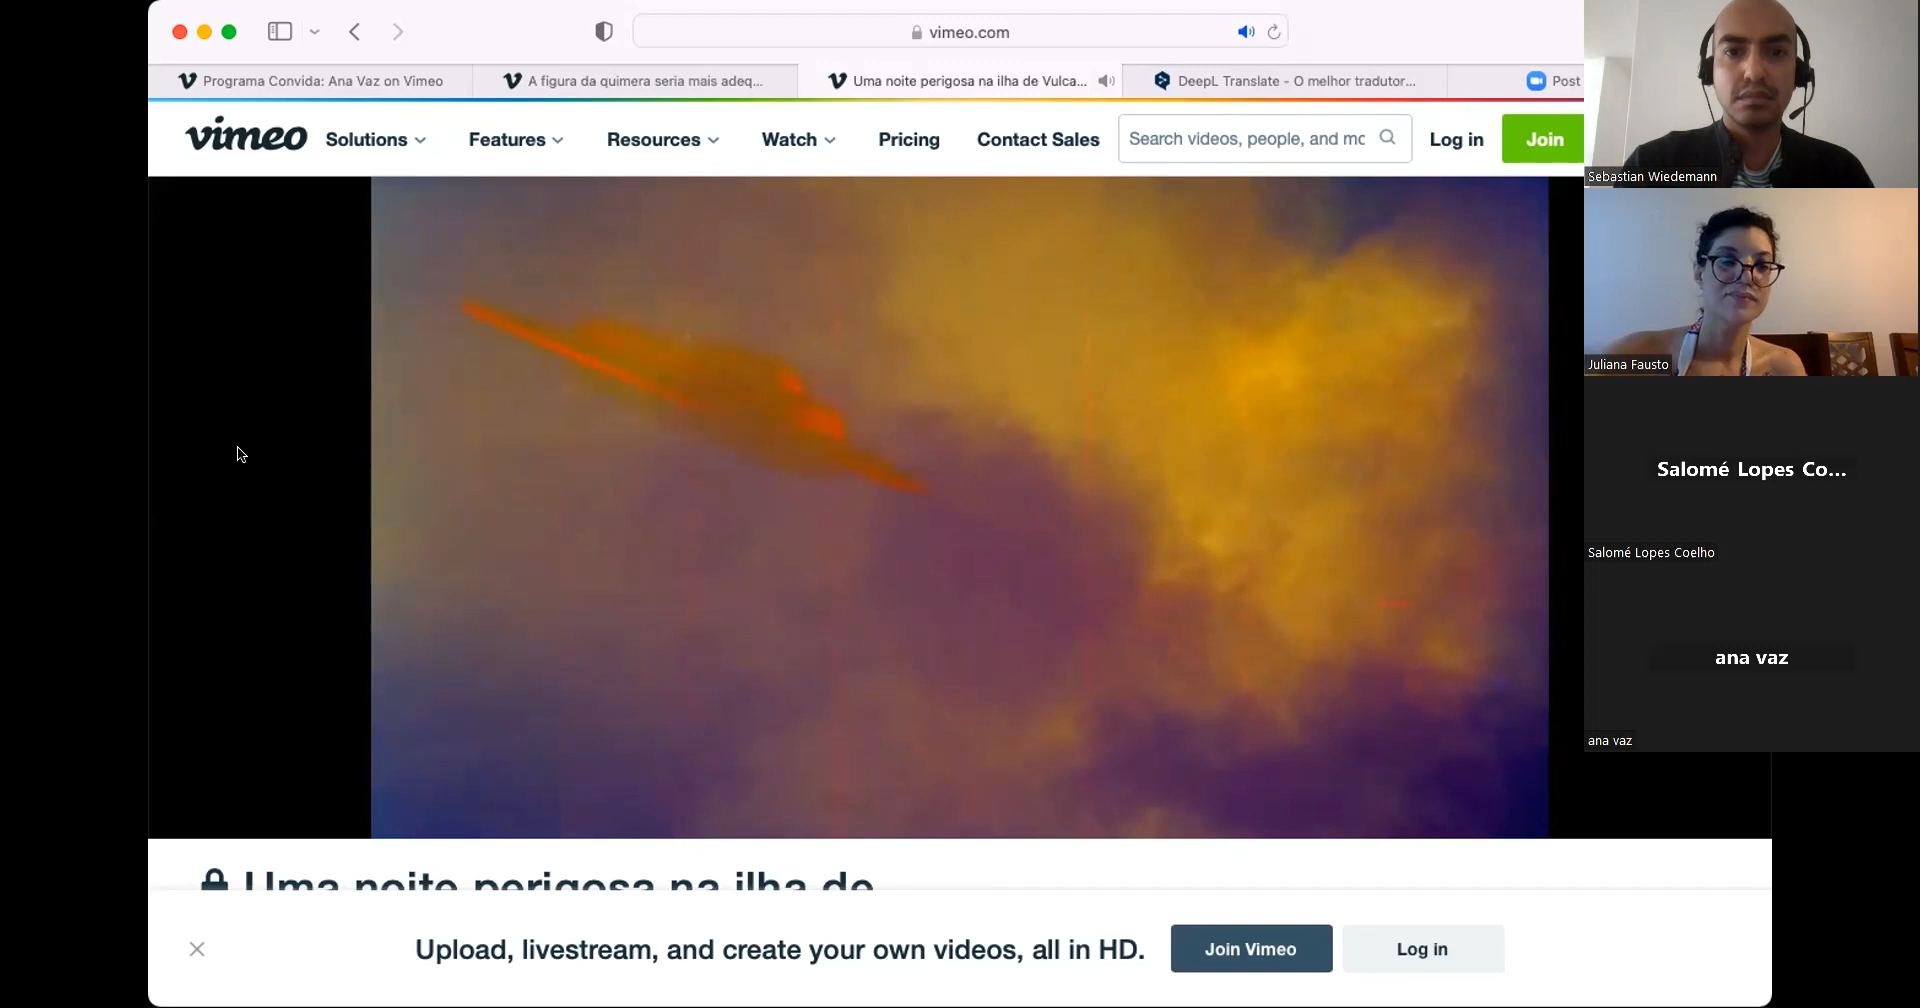 vimeo.com
Programa Convida: Ana Vaz on Vimeo
A figura da quimera seria mais adeq...
Uma noite perigosa na ilha de Vulca...
DeepL Translate - O melhor tradutor...
Post
vimeo
Solutions
Features
Resources
Watch
Pricing
Contact Sales
Search videos, people, and mo
Log in
Join
Sebastian Wiedemann
Juliana Fausto
Salomé Lopes Co...
Salomé Lopes Coelho
ana vaz
ana vaz
Uma noite perigosa na ilha de
Upload, livestream, and create your own videos, all in HD.
Join Vimeo
Log in